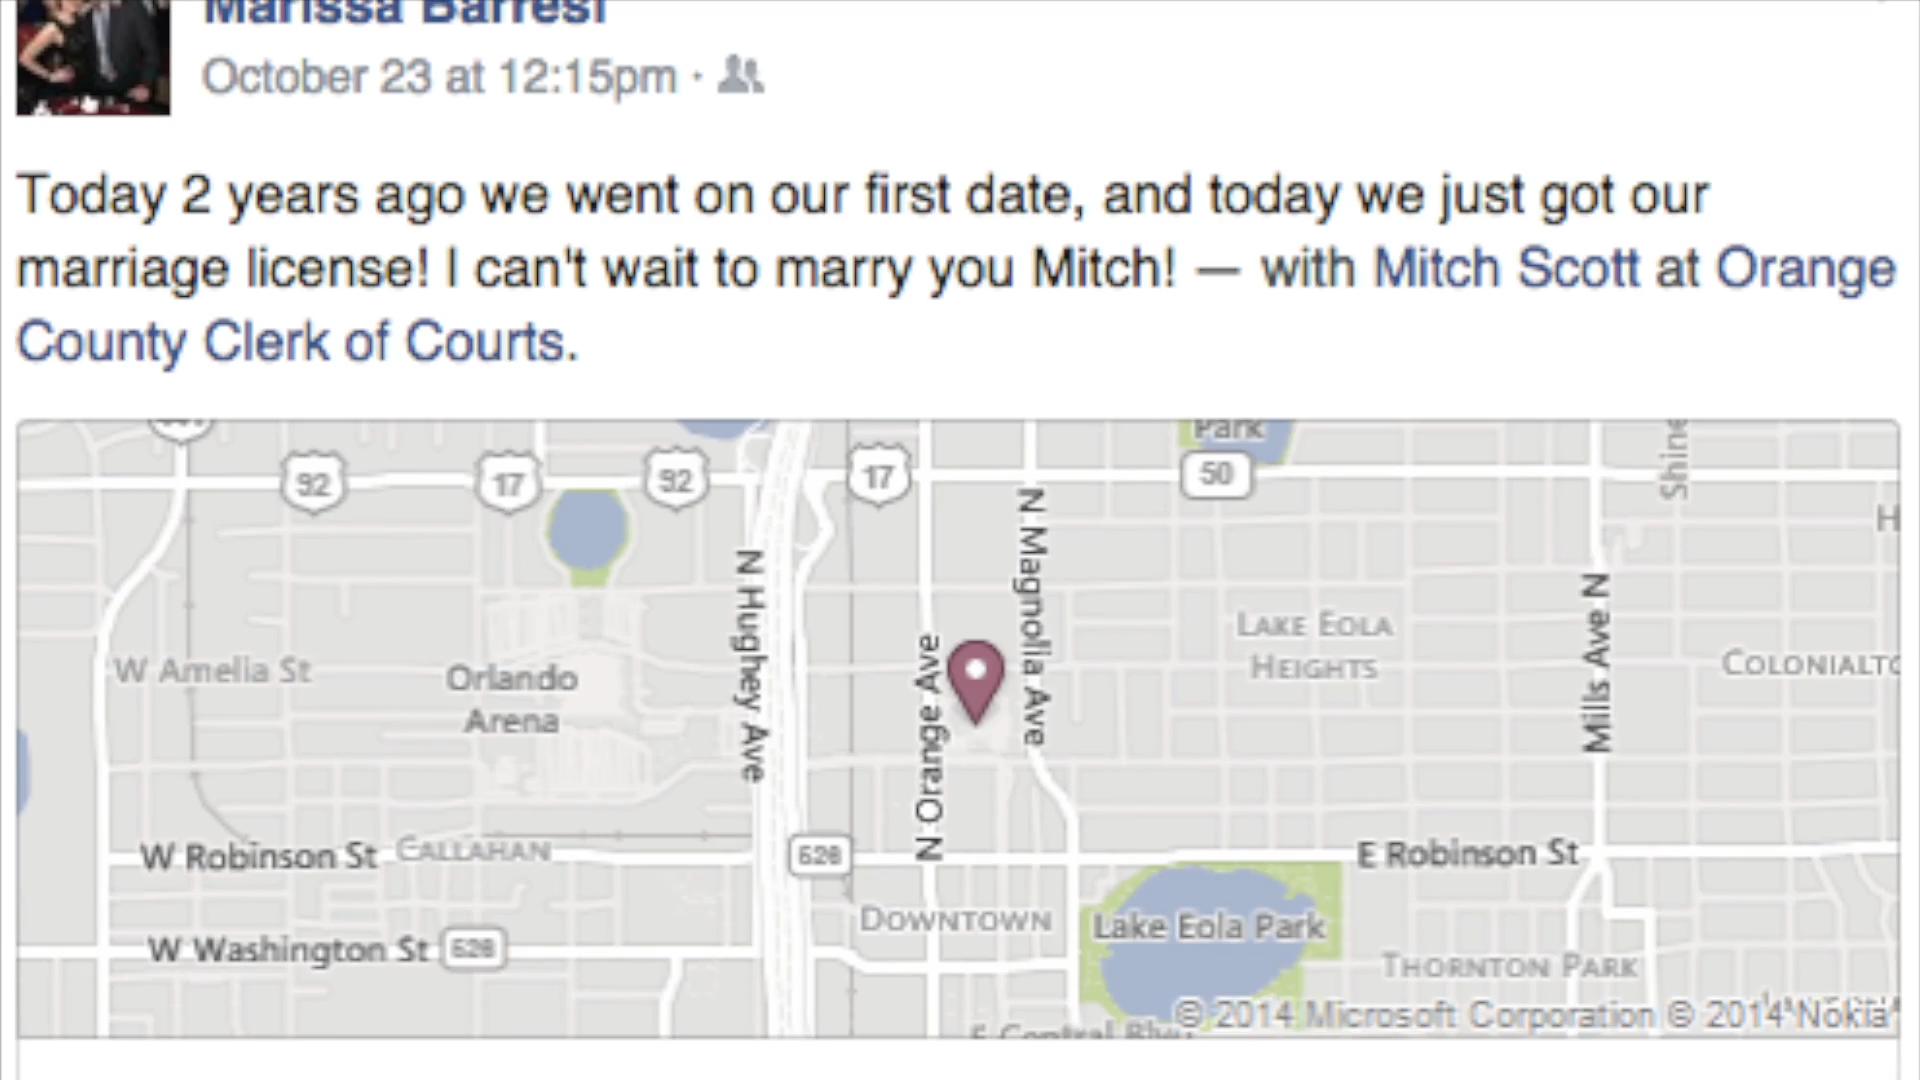 Marissa Barresi
October 23 at 12:15pm ·
Today 2 years ago we went on our first date, and today we just got our
marriage license! I can't wait to marry you Mitch! — with Mitch Scott at Orange
County Clerk of Courts.
Park
92
17
92
17
50
Shine
H
N Magnolia Ave
N Hughey Ave
Mills Ave N
LAKE EOLA
HEIGHTS
N Orange Ave
COLONIALTO
W Amelia St
Orlando
Arena
W Robinson St
CALLAHAN
526
E Robinson St
DOWNTOWN
Lake Eola Park
W Washington St
526
THORNTON PARK
© 2014 Microsoft Corporation © 2014 Nokia
E Central Blvd